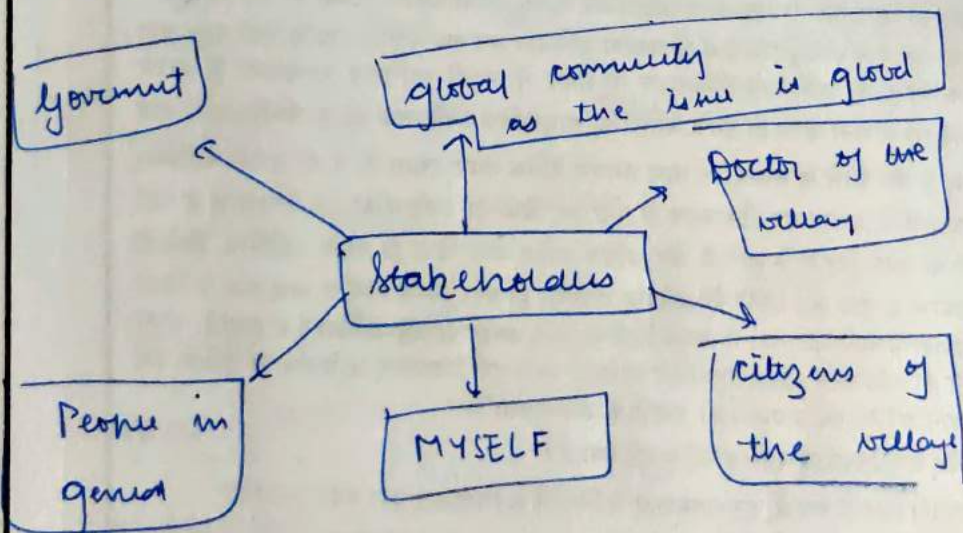 Government
global community
as the issue is global
Doctor of the
village
Stakeholders
People in
general
MYSELF
citizens of
the village